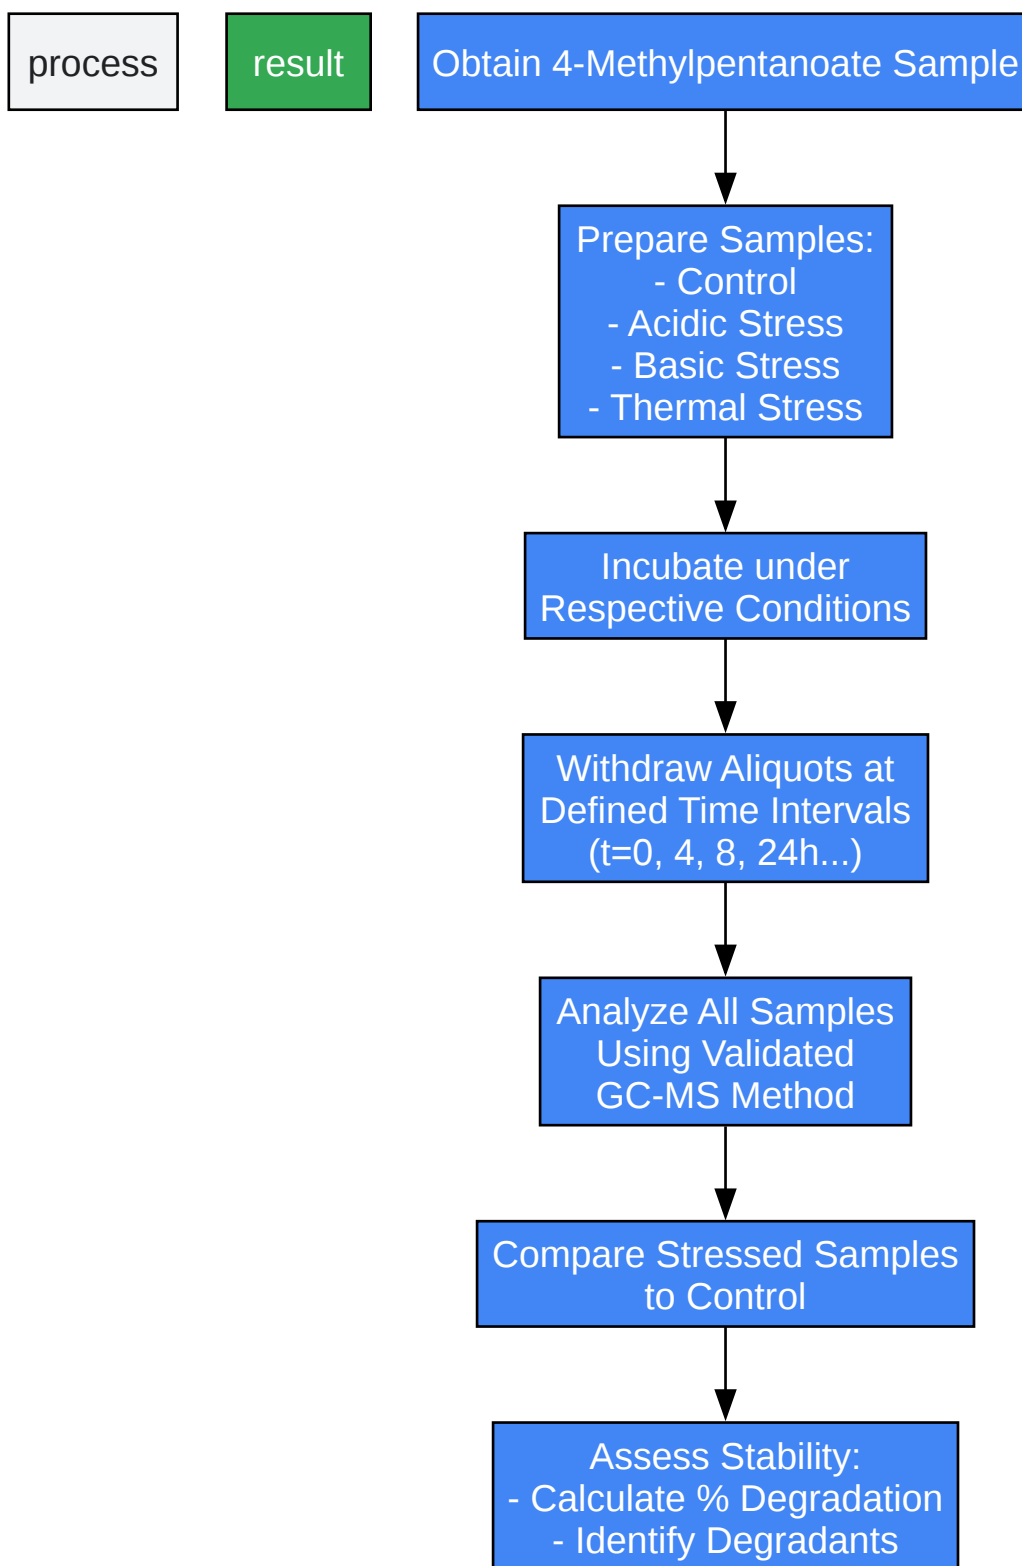 process
result
Obtain 4-Methylpentanoate Sample
Prepare Samples:
- Control
- Acidic Stress
- Basic Stress
- Thermal Stress
Incubate under
Respective Conditions
Withdraw Aliquots at
Defined Time Intervals
(t=0, 4, 8, 24h...)
Analyze All Samples
Using Validated
GC-MS Method
Compare Stressed Samples
to Control
Assess Stability:
- Calculate % Degradation
- Identify Degradants